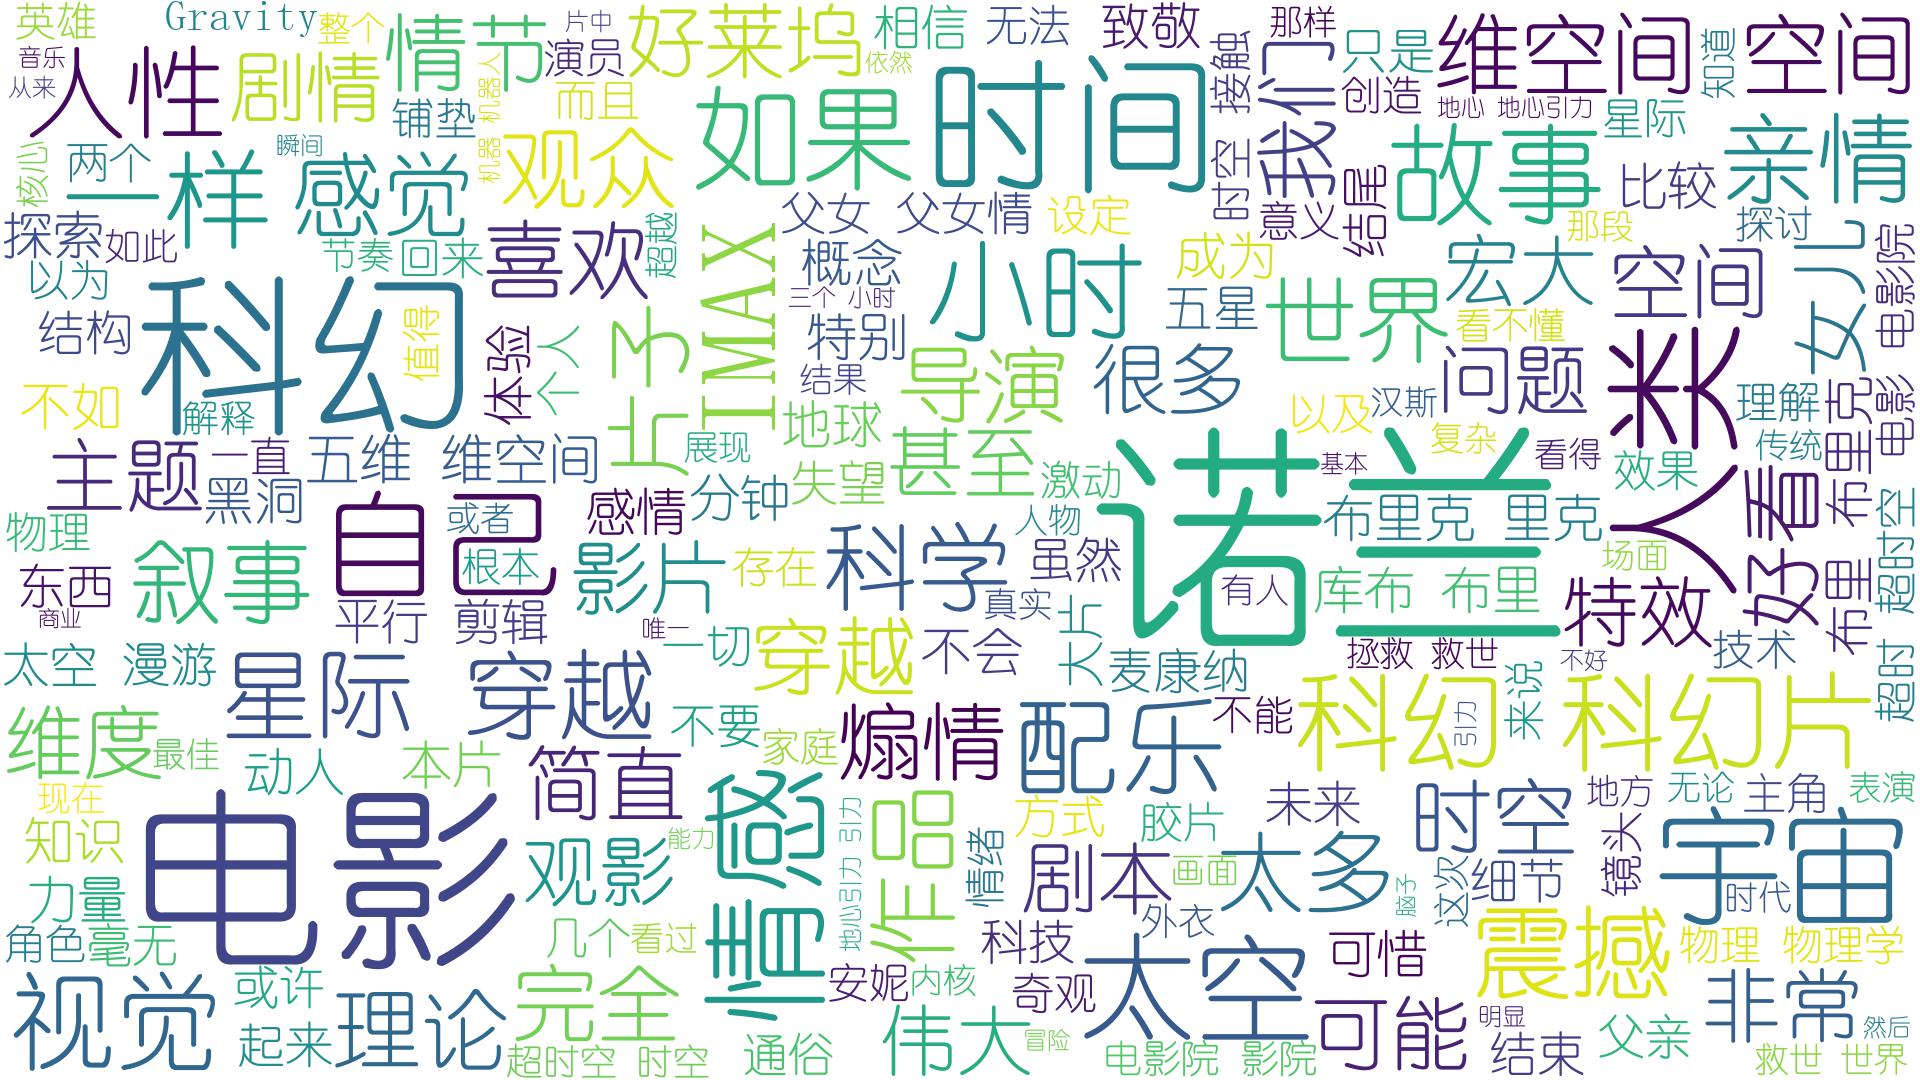 英雄
Gravity
整个
片中
好莱坞
相信
无法
致敬
那样
只是
维空间 空间
音乐
人性
剧情
情节
演员
依然
接触
我们
知道
从来
铺垫
机器人
而且
如果
时间
创造
地心 地心引力
星际
瞬间
机器
观众
核心
两个
一样
感觉
时空
故事
亲情
比较
探索
如此
节奏
回来
超越
喜欢
父女 父女情
设定
意义
结尾
那段
探讨
以为
概念
成为
宏大
空间
女儿
电影院
科幻
结构
值得
体验
个人
片子
IMAX
三个 小时
特别
小时
五星
世界
看不懂
不如
解释
结果
导演
很多
问题
人类
以及
汉斯
理解
布里克
电影
主题
一直
五维 维空间
展现
地球
甚至
复杂
看得
传统
黑洞
失望
激动
诺兰
基本
效果
好看
物理
自己
或者
感情
分钟
人物
布里克 里克
叙事
根本
影片
存在
科学
虽然
场面
布里
超时空
东西
真实
有人
库布 布里
特效
商业
平行
剪辑
唯一
一切
穿越
不会
大片
拯救 救世
不好
技术
太空 漫游
星际 穿越
麦康纳
来说
超时
维度
最佳
不要
家庭
煽情
配乐
不能
科幻 科幻片
引力
动人
本片
简直
现在
情感
地心引力 引力
作品
方式
胶片
未来
时空
地方
无论
主角
表演
知识
电影
观影
能力
情绪
剧本
画面
太多
脑子
这次
细节
镜头
宇宙
力量
时代
角色
毫无
几个
看过
科技
外衣
可惜
震撼
物理 物理学
视觉
或许
完全
安妮
内核
奇观
太空
非常
起来
理论
伟大
可能
明显
父亲
然后
超时空 时空
通俗
冒险
电影院 影院
结束
救世 世界